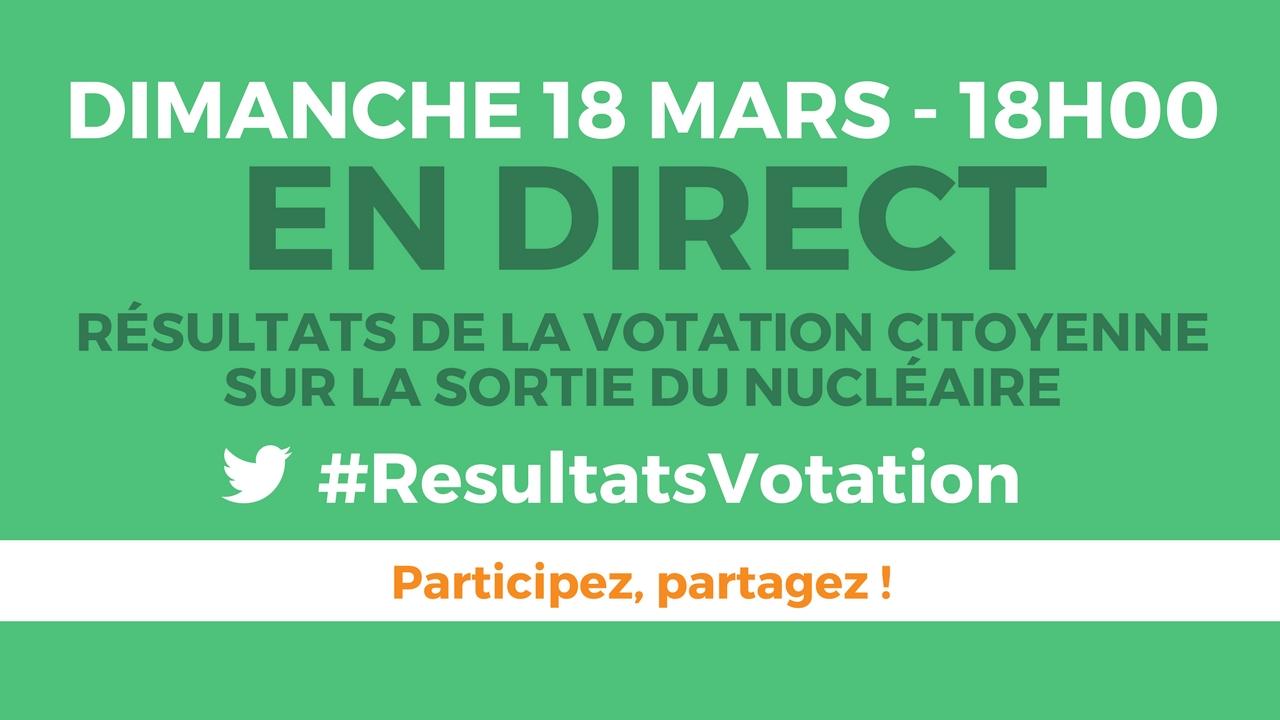 DIMANCHE 18 MARS - 18H00
EN DIRECT
RÉSULTATS DE LA VOTATION CITOYENNE
SUR LA SORTIE DU NUCLÉAIRE
#ResultatsVotation
Participez, partagez !